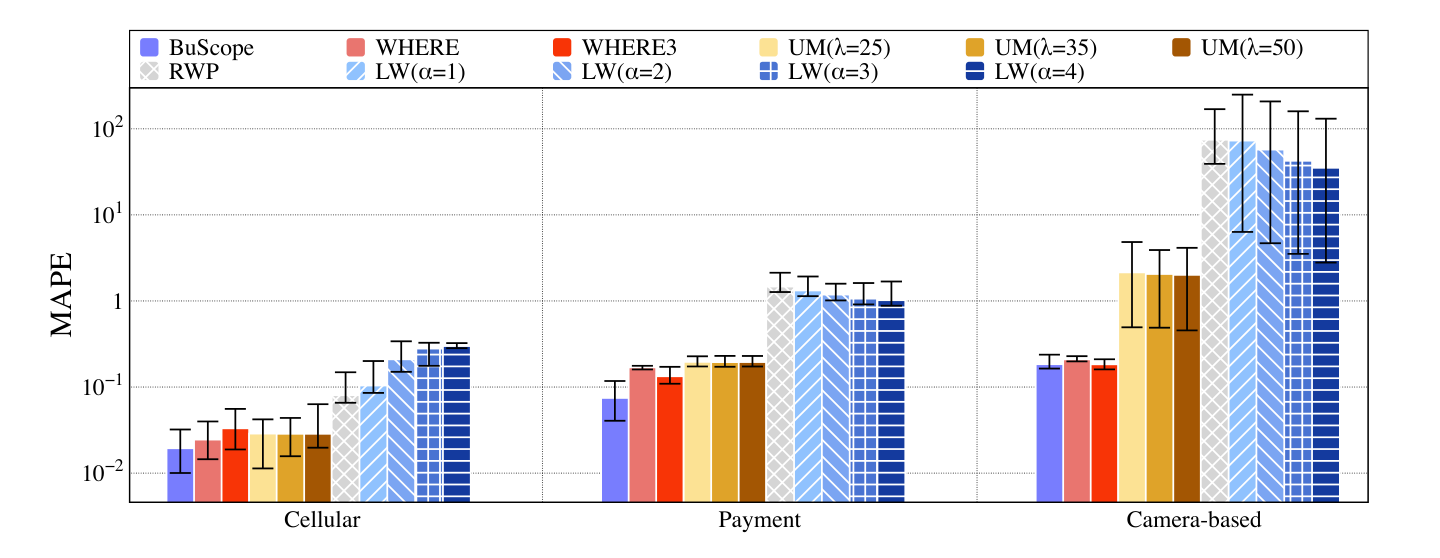 BuScope WHERE WHERE3 UM(λ=25) UM(λ=35) UM(λ=50)
RWP LW(α=1) LW(α=2) LW(α=3) LW(α=4)
10²
10¹
1
10⁻¹
10⁻²
MAPE
Cellular Payment Camera-based